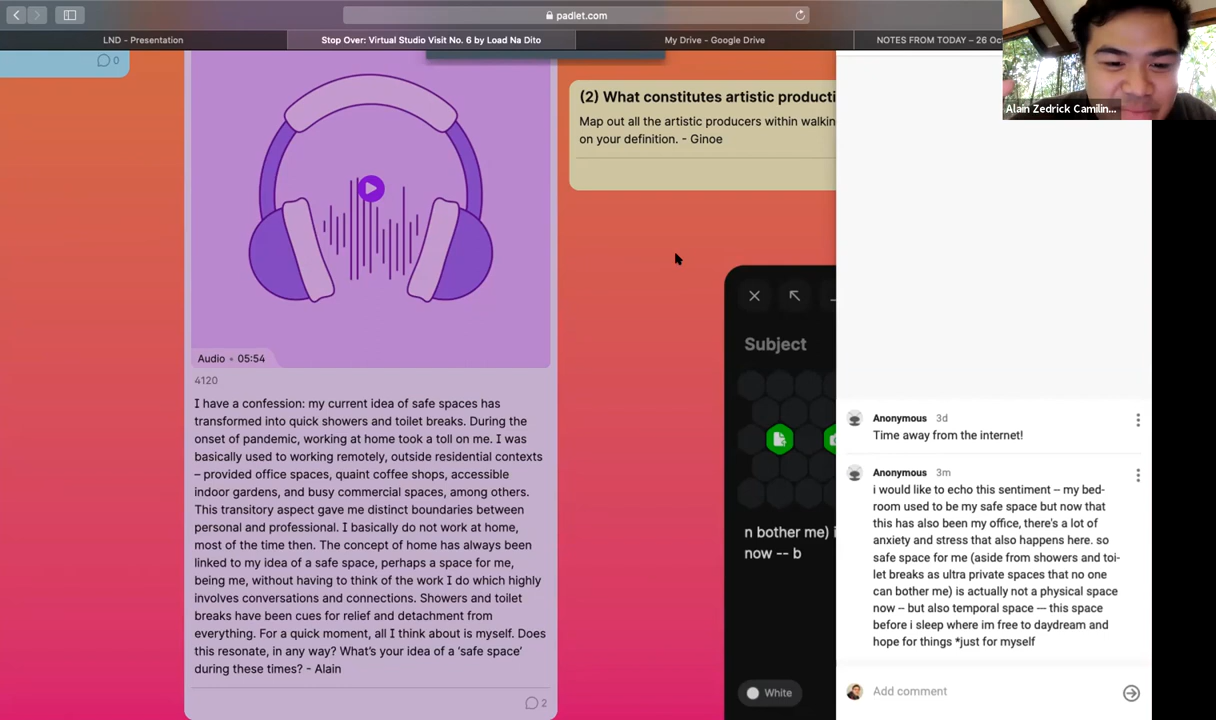 padlet.com
LND - Presentation
Stop Over: Virtual Studio Visit No. 6 by Load Na Dito
My Drive - Google Drive
NOTES FROM TODAY – 26 Oc
Alain Zedrick Camilin...
0
Audio • 05:54
4120
I have a confession: my current idea of safe spaces has
transformed into quick showers and toilet breaks. During the
onset of pandemic, working at home took a toll on me. I was
basically used to working remotely, outside residential contexts
– provided office spaces, quaint coffee shops, accessible
indoor gardens, and busy commercial spaces, among others.
This transitory aspect gave me distinct boundaries between
personal and professional. I basically do not work at home,
most of the time then. The concept of home has always been
linked to my idea of a safe space, perhaps a space for me,
being me, without having to think of the work I do which highly
involves conversations and connections. Showers and toilet
breaks have been cues for relief and detachment from
everything. For a quick moment, all I think about is myself. Does
this resonate, in any way? What's your idea of a 'safe space'
during these times? - Alain
2
(2) What constitutes artistic producti
Map out all the artistic producers within walkin
on your definition. - Ginoe
Subject
n bother me) i
now -- b
White
Anonymous 3d
Time away from the internet!
Anonymous 3m
i would like to echo this sentiment -- my bed-
room used to be my safe space but now that
this has also been my office, there's a lot of
anxiety and stress that also happens here. so
safe space for me (aside from showers and toi-
let breaks as ultra private spaces that no one
can bother me) is actually not a physical space
now -- but also temporal space --- this space
before i sleep where im free to daydream and
hope for things *just for myself
Add comment